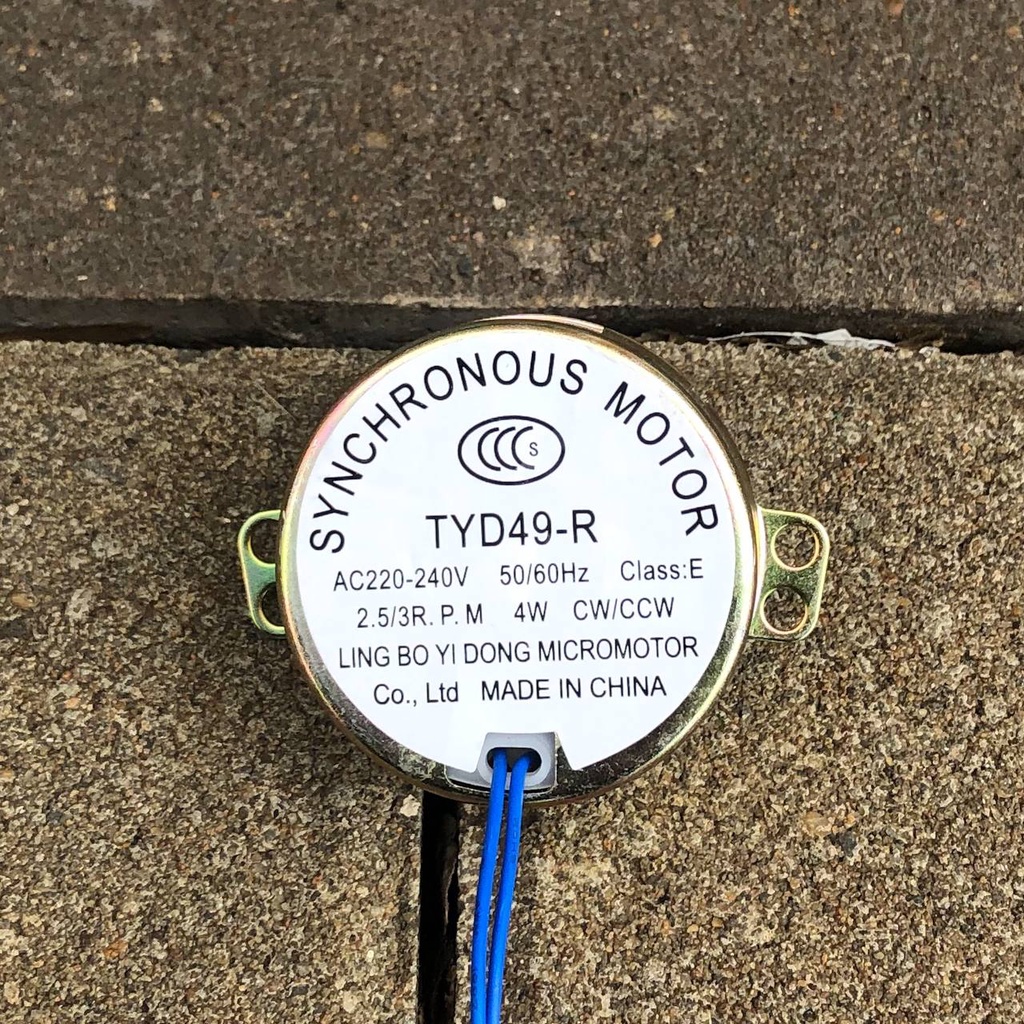 SYNCHRONOUS MOTOR
CCC S
TYD49-R
AC220-240V 50/60Hz Class:E
2.5/3R. P. M 4W CW/CCW
LING BO YI DONG MICROMOTOR
Co., Ltd MADE IN CHINA